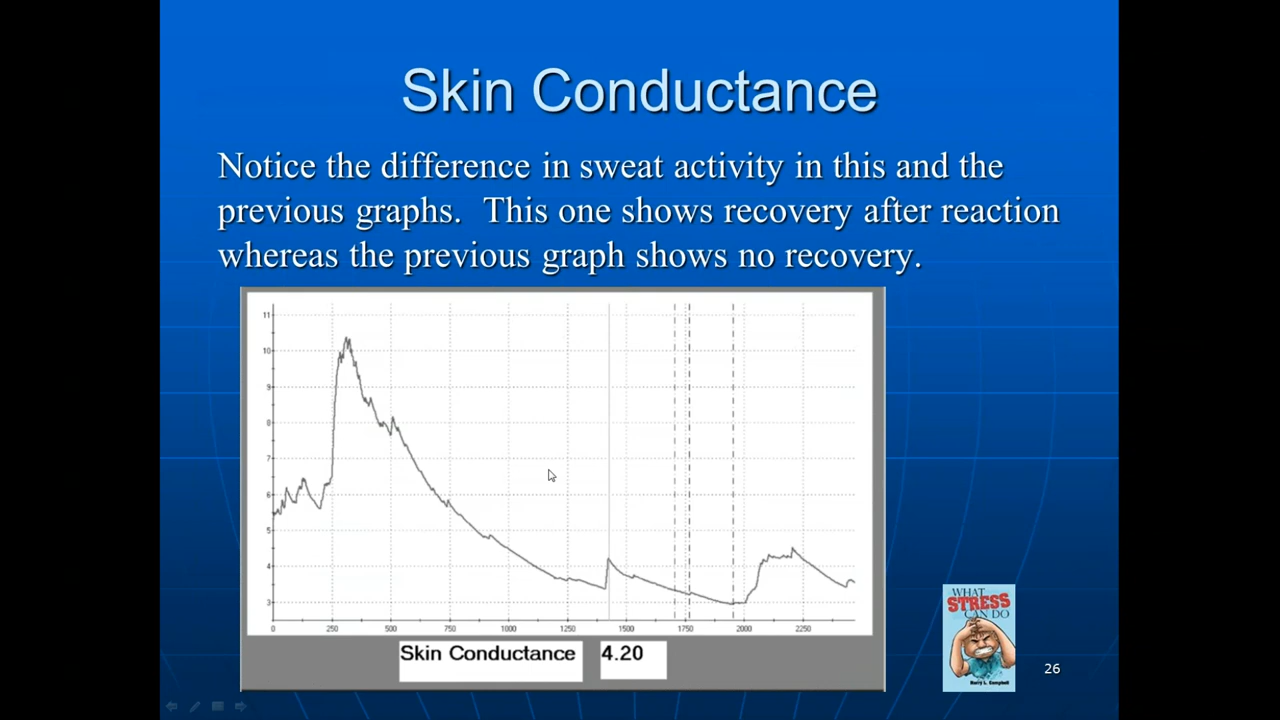 Skin Conductance
Notice the difference in sweat activity in this and the
previous graphs.  This one shows recovery after reaction
whereas the previous graph shows no recovery.
11
10
9
8
7
6
5
4
3
0 250 500 750 1000 1250 1500 1750 2000 2250
Skin Conductance 4.20
WHAT
STRESS
CAN DO
Harry L. Campbell
26